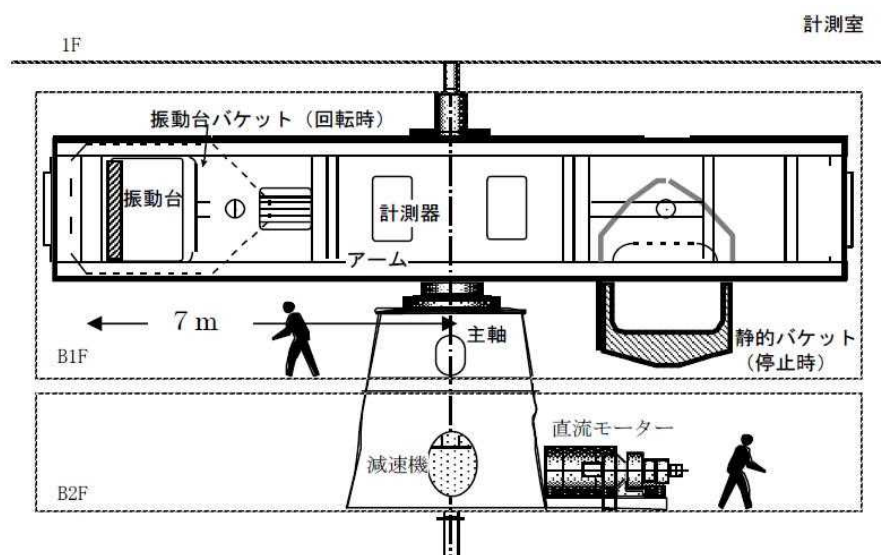 計測室
1F
振動台バケット（回転時）
振動台
計測器
アーム
7 m
主軸
静的バケット
（停止時）
B1F
直流モーター
減速機
B2F